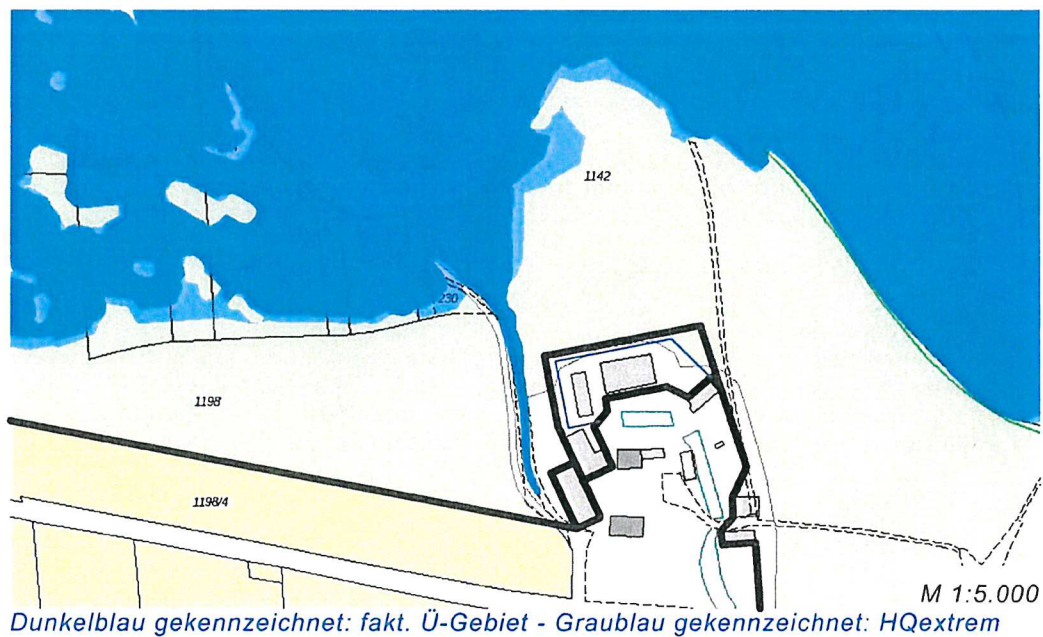 1142
230
1198
1198/4
M 1:5.000
Dunkelblau gekennzeichnet: fakt. Ü-Gebiet - Graublau gekennzeichnet: HQextrem